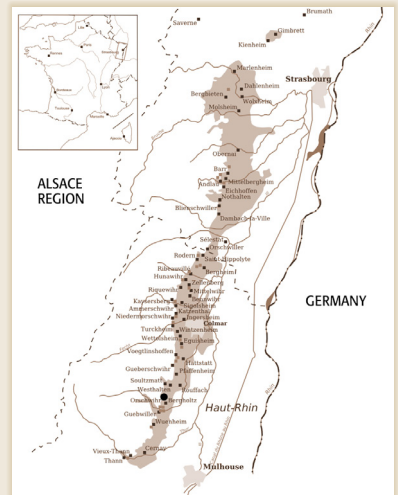 Brumath
Saverne
Gimbrett
Kienheim
Rhin
Marlenheim
Strasbourg
Dahlenheim
Bergbieten
Wolxheim
Molsheim
Obernai
Barr
Mittelbergheim
Andlau
Eichhoffen
Nothalten
Blienschwiller
Dambach-la-Ville
ALSACE
REGION
Sélestat
Orschwiller
Rodern
Saint-Hippolyte
Ribeauvillé
Bergheim
Hunawihr
Zellenberg
Riquewihr
Mittelwihr
Bennwihr
Kaysersberg
Sigolsheim
Ammerschwihr
Katzenthal
Niedermorschwihr
Ingersheim
Colmar
Turckheim
Wintzenheim
Wettolsheim
Eguisheim
Voegtlinshoffen
Hattstatt
Gueberschwihr
Pfaffenheim
Soultzmatt
Westhalten
Rouffach
Bergholtz
Guebwiller
Wuenheim
Haut-Rhin
GERMANY
Rhin
Cernay
Vieux-Thann
Thann
Mulhouse